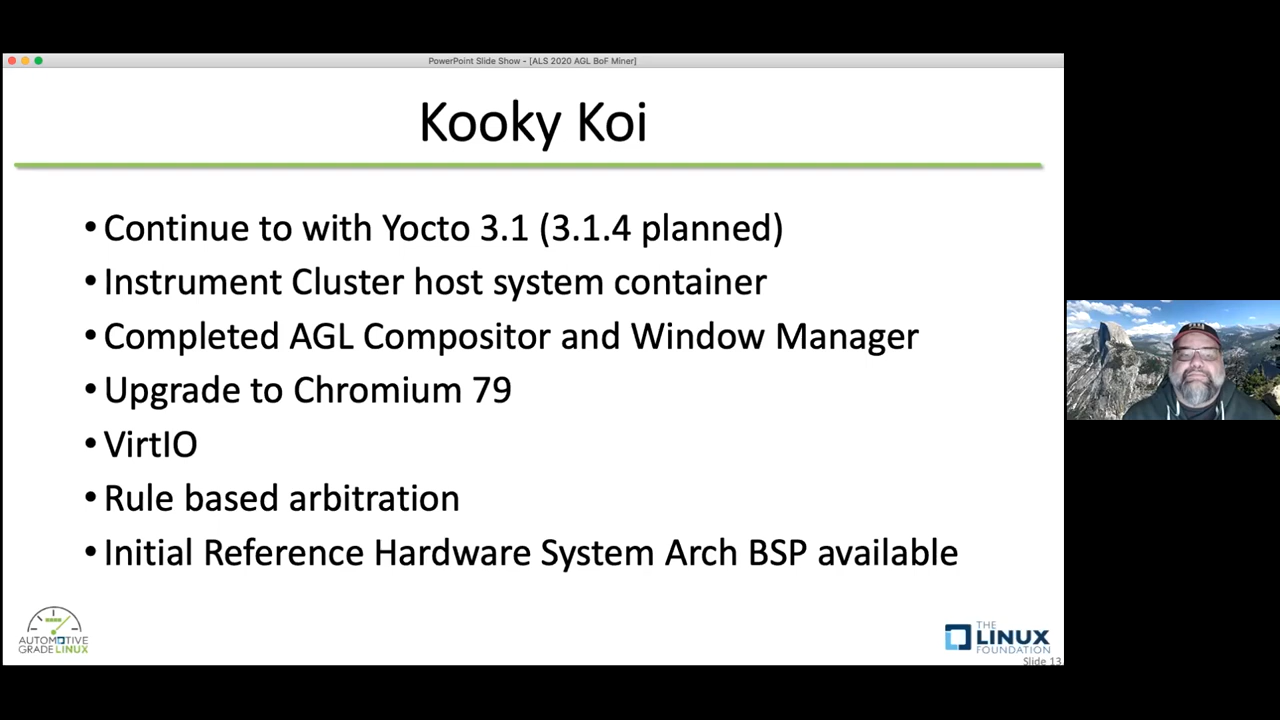 PowerPoint Slide Show - [ALS 2020 AGL BoF Miner]
Kooky Koi
• Continue to with Yocto 3.1 (3.1.4 planned)
• Instrument Cluster host system container
• Completed AGL Compositor and Window Manager
• Upgrade to Chromium 79
• VirtIO
• Rule based arbitration
• Initial Reference Hardware System Arch BSP available
AUTOMOTIVE
GRADE LINUX
THE
LINUX
FOUNDATION
Slide 13